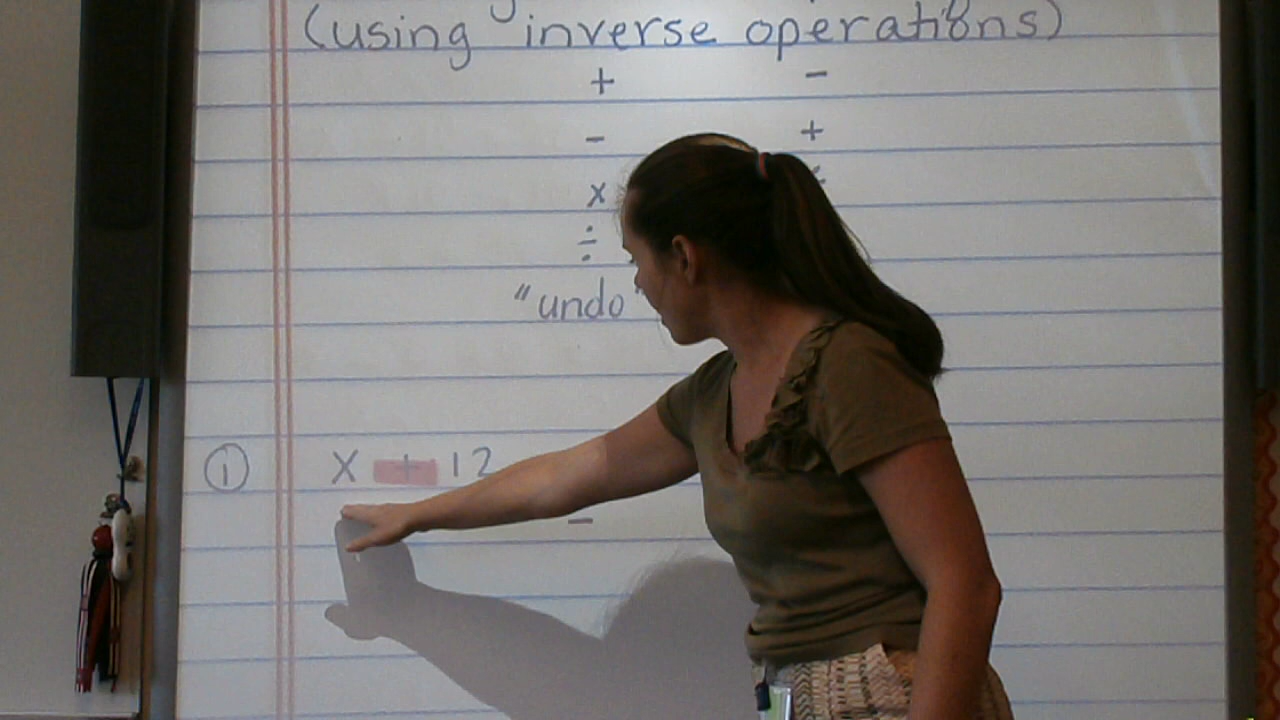 (using inverse operations)
+ −
− +
x
÷
"undo"
① x + 12
−